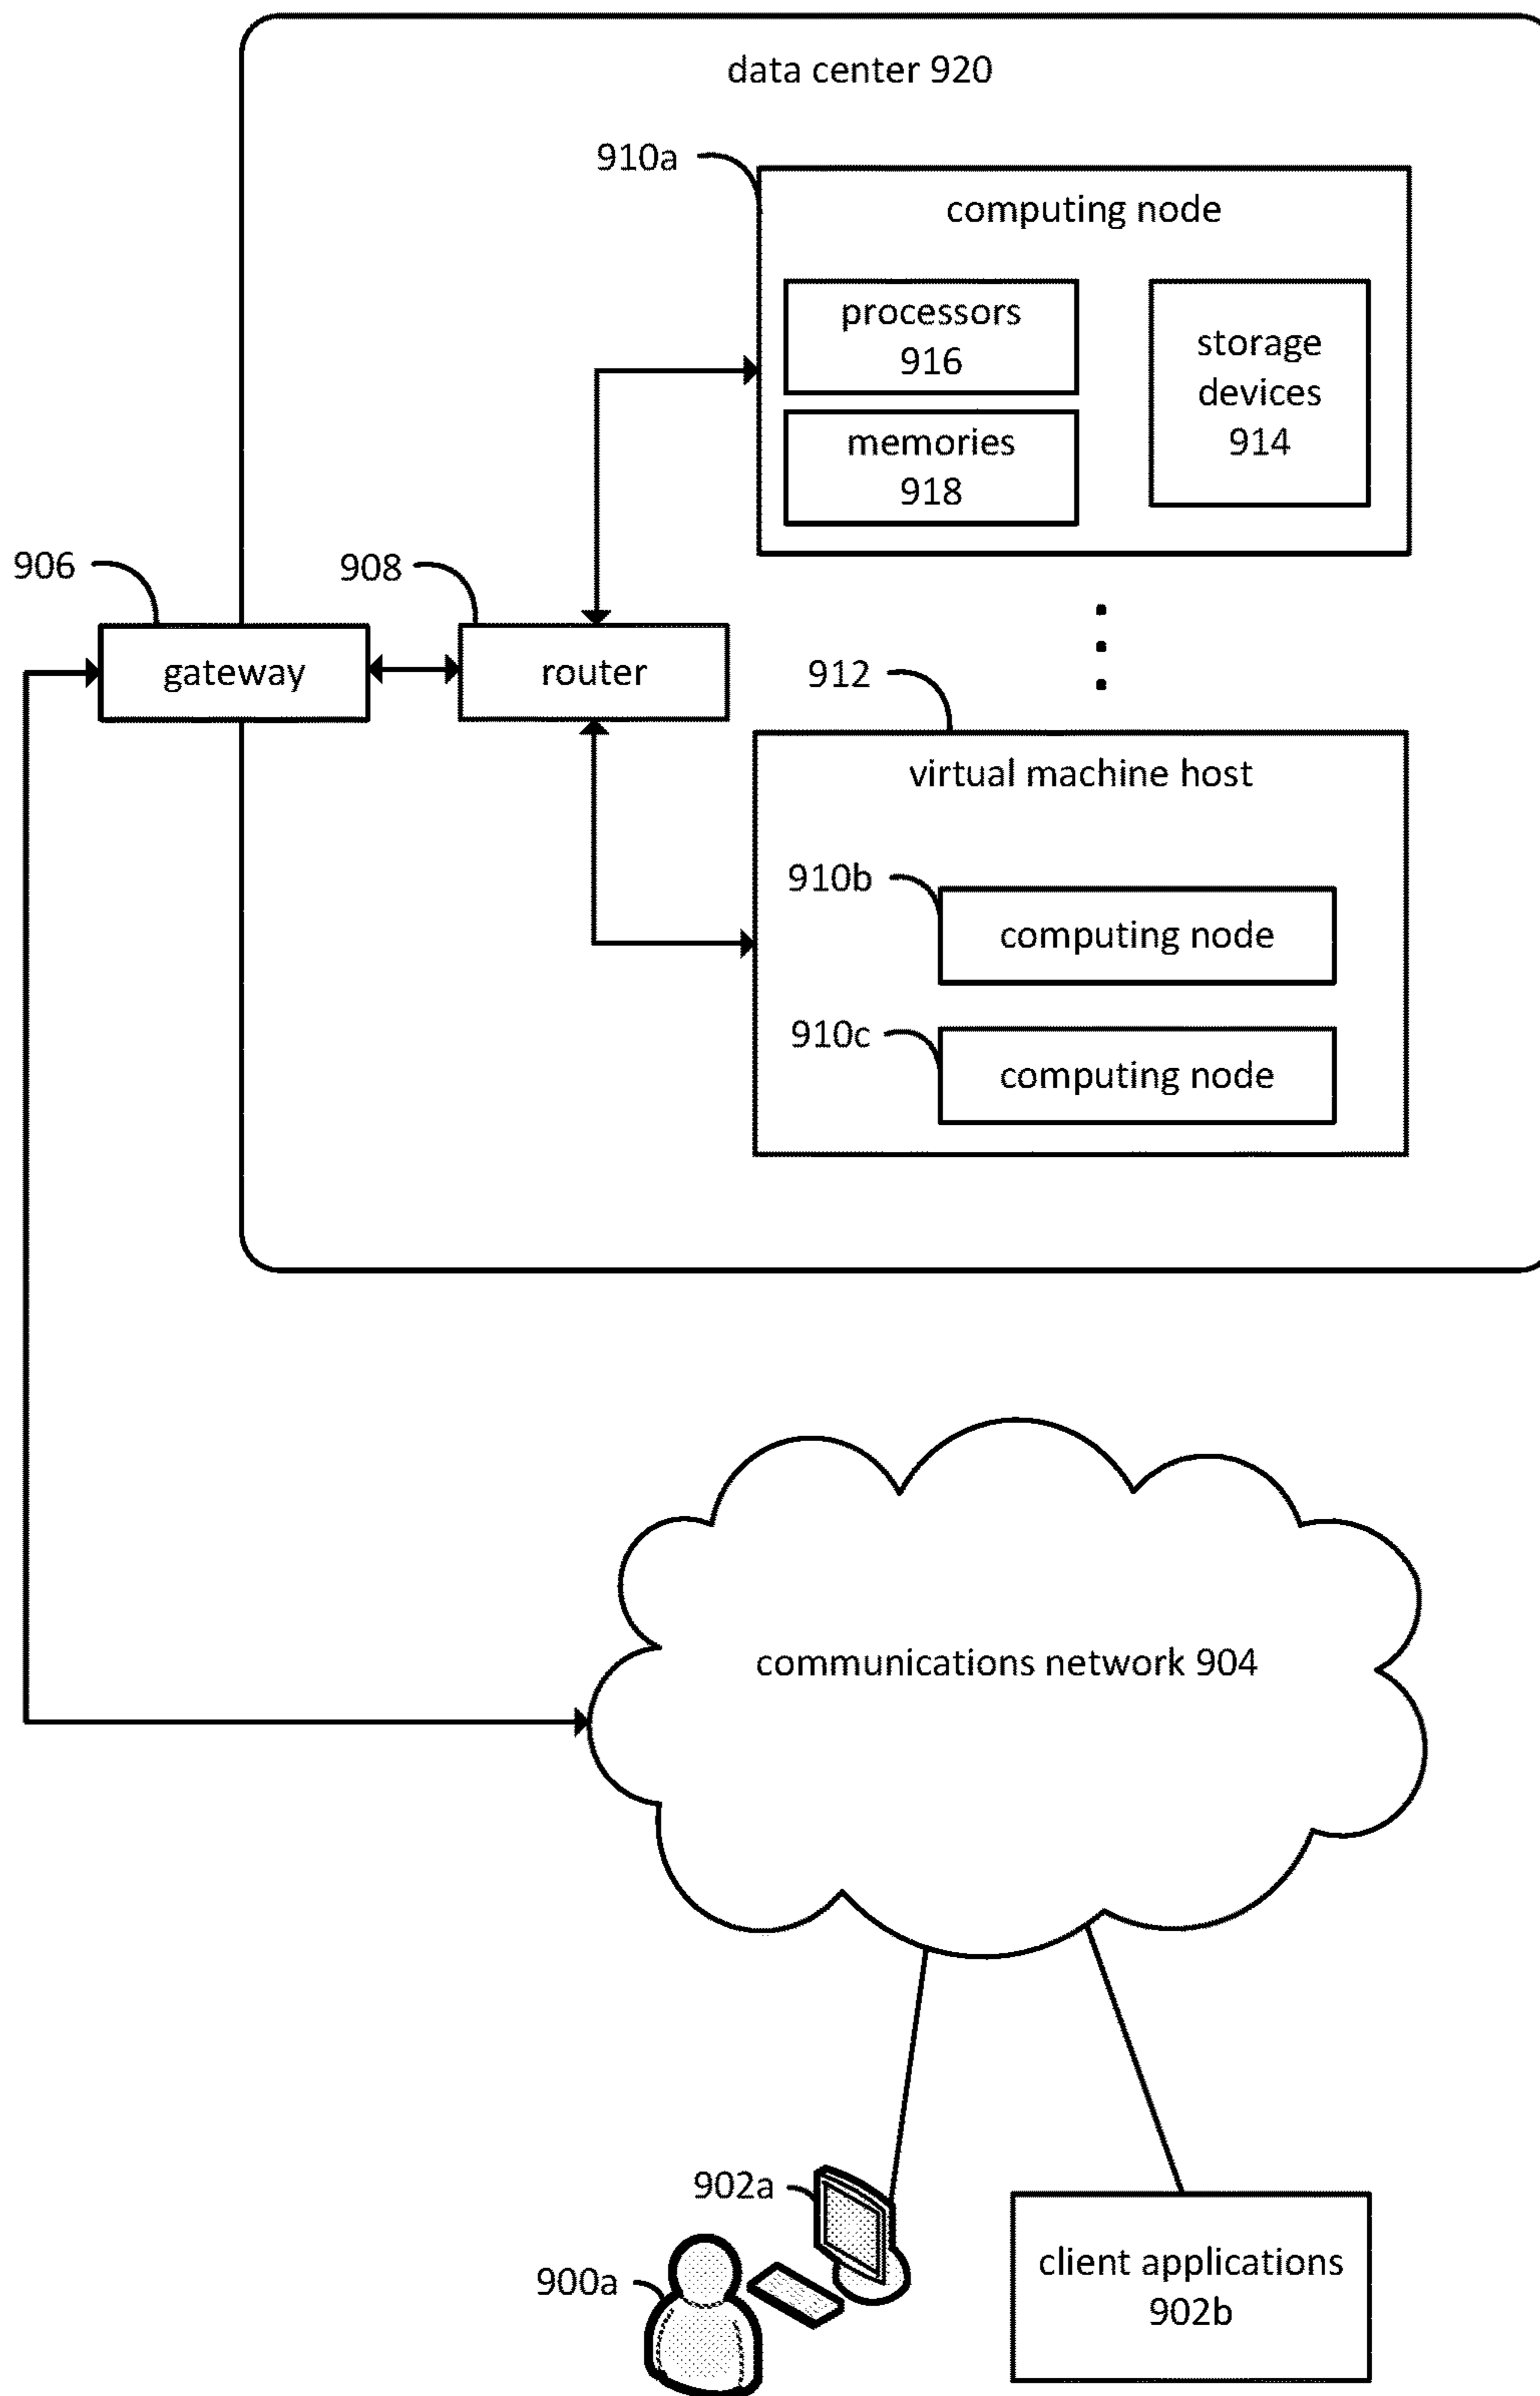 data center 920
910a
computing node
processors
916
storage
devices
914
memories
918
906
908
gateway
router
912
virtual machine host
910b
computing node
910c
computing node
communications network 904
902a
900a
client applications
902b